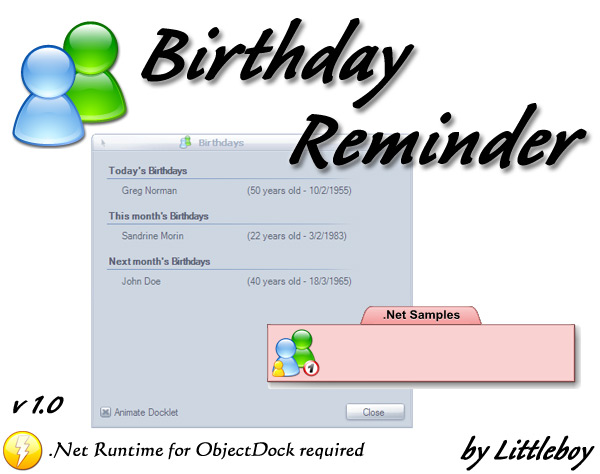 Birthday
Reminder
Birthdays
Today's Birthdays
Greg Norman (50 years old - 10/2/1955)
This month's Birthdays
Sandrine Morin (22 years old - 3/2/1983)
Next month's Birthdays
John Doe (40 years old - 18/3/1965)
.Net Samples
1
v 1.0
Animate Docklet
Close
.Net Runtime for ObjectDock required
by Littleboy